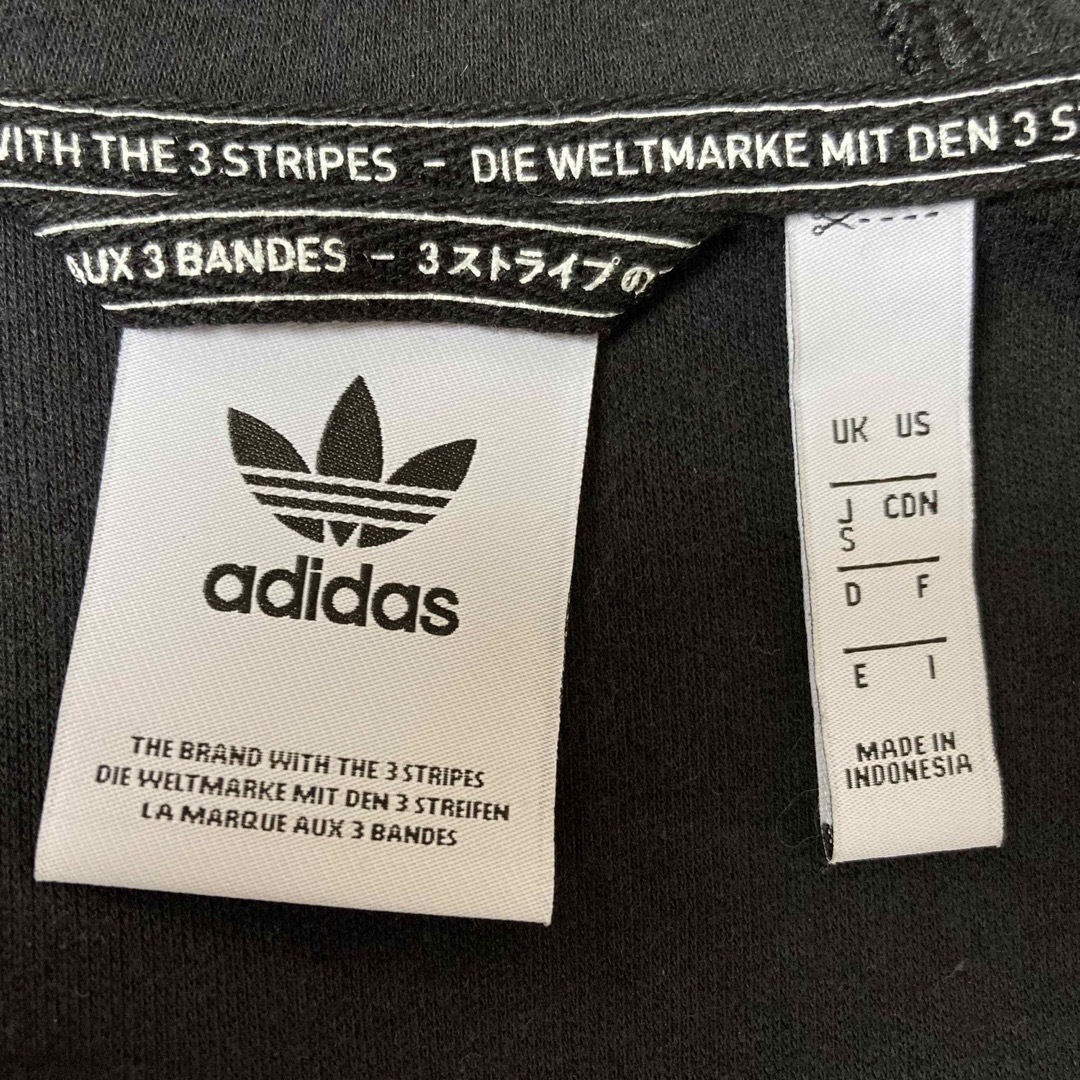 WITH THE 3 STRIPES - DIE WELTMARKE MIT DEN 3
AUX 3 BANDES - 3ストライプの
adidas
THE BRAND WITH THE 3 STRIPES
DIE WELTMARKE MIT DEN 3 STREIFEN
LA MARQUE AUX 3 BANDES
UK US
J CDN
S
D F
E I
MADE IN
INDONESIA